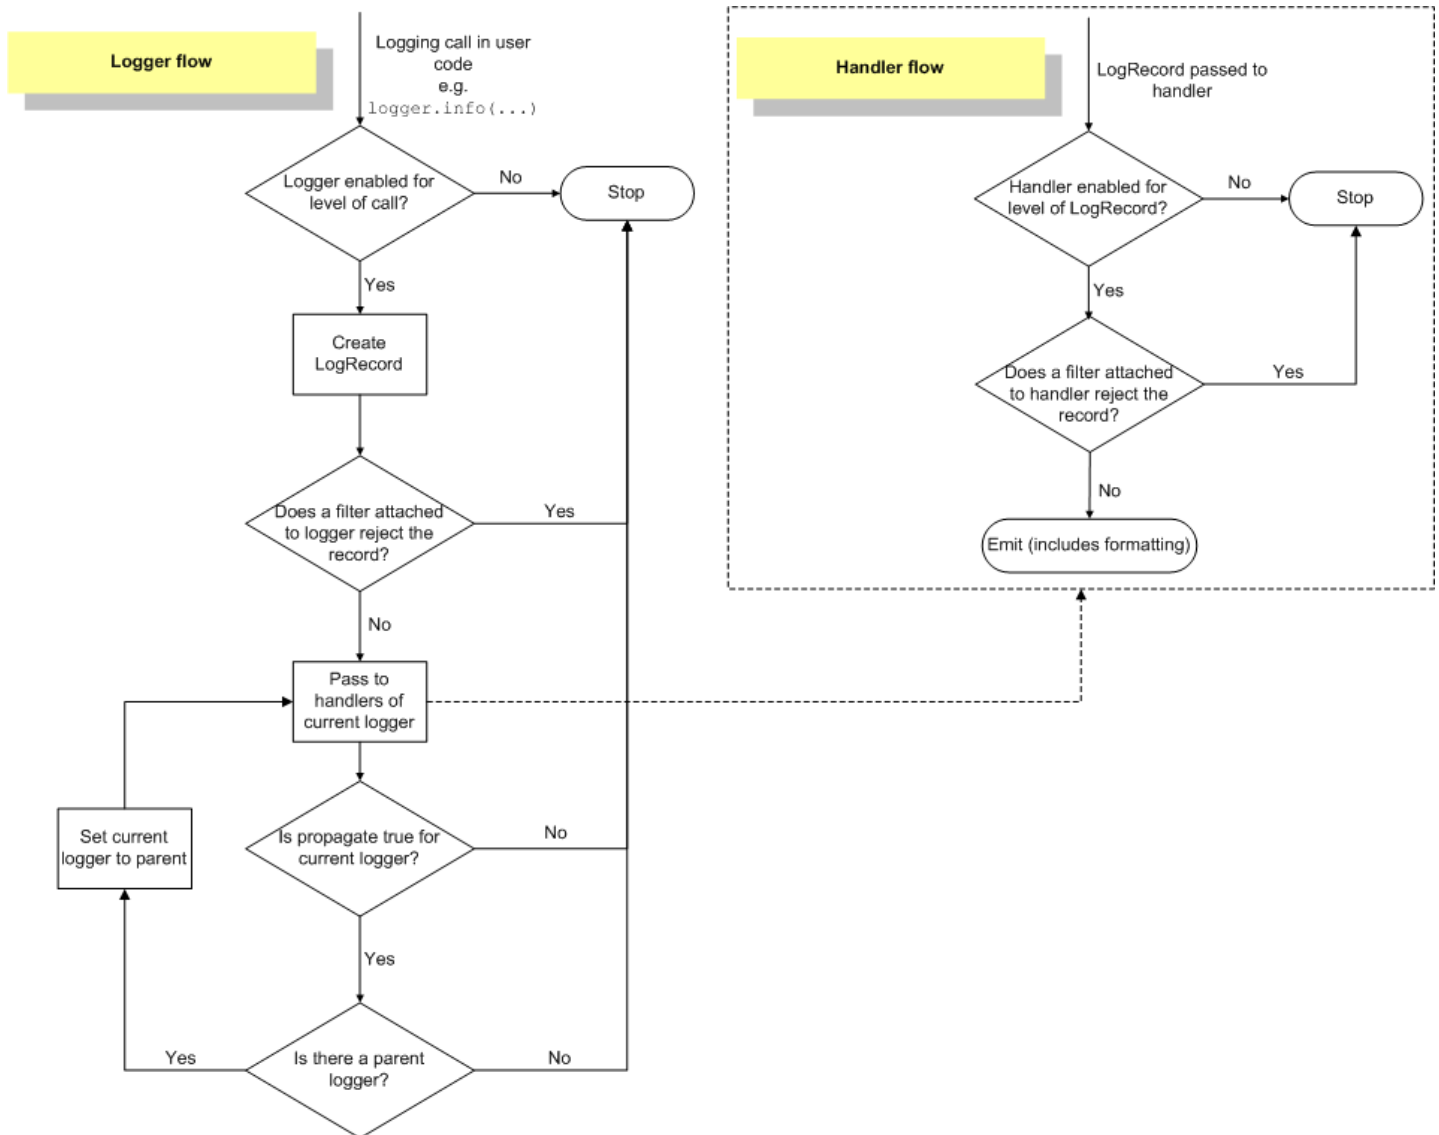 Logger flow
Logging call in user
code
e.g.
logger.info(...)
Logger enabled for
level of call?
No
Stop
Yes
Create
LogRecord
Does a filter attached
to logger reject the
record?
Yes
No
Pass to
handlers of
current logger
Set current
logger to parent
Is propagate true for
current logger?
No
Yes
Is there a parent
logger?
Yes
No
Handler flow
LogRecord passed to
handler
Handler enabled for
level of LogRecord?
No
Stop
Yes
Does a filter attached
to handler reject the
record?
Yes
No
Emit (includes formatting)